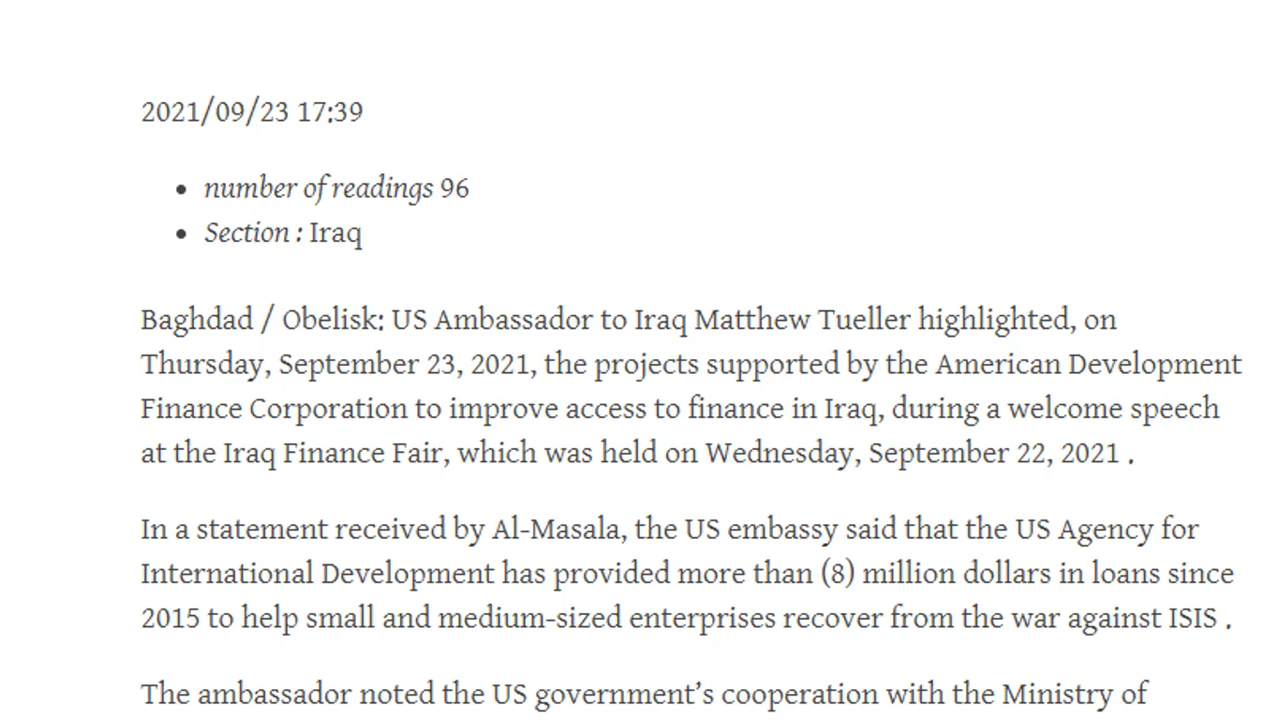 2021/09/23 17:39
• number of readings 96
• Section : Iraq
Baghdad / Obelisk: US Ambassador to Iraq Matthew Tueller highlighted, on
Thursday, September 23, 2021, the projects supported by the American Development
Finance Corporation to improve access to finance in Iraq, during a welcome speech
at the Iraq Finance Fair, which was held on Wednesday, September 22, 2021 .
In a statement received by Al-Masala, the US embassy said that the US Agency for
International Development has provided more than (8) million dollars in loans since
2015 to help small and medium-sized enterprises recover from the war against ISIS .
The ambassador noted the US government’s cooperation with the Ministry of